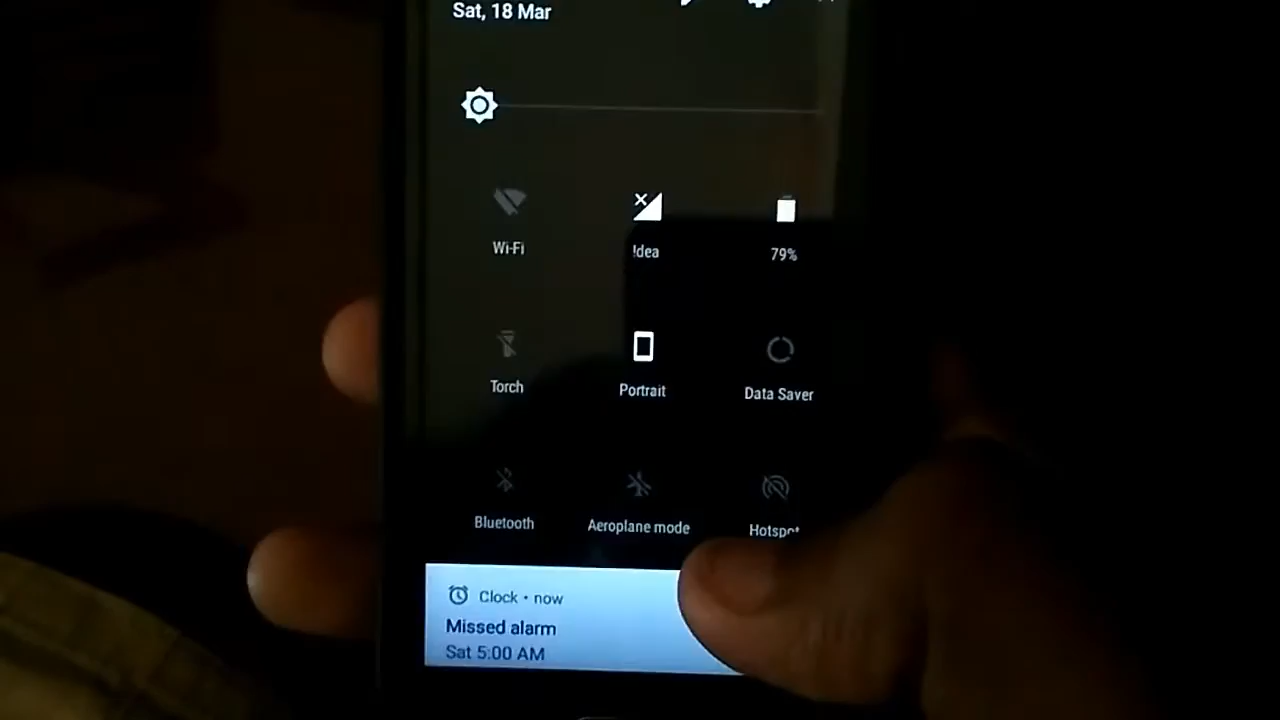 Sat, 18 Mar
Wi-Fi
!dea
79%
Torch
Portrait
Data Saver
Bluetooth
Aeroplane mode
Hotspot
Clock • now
Missed alarm
Sat 5:00 AM